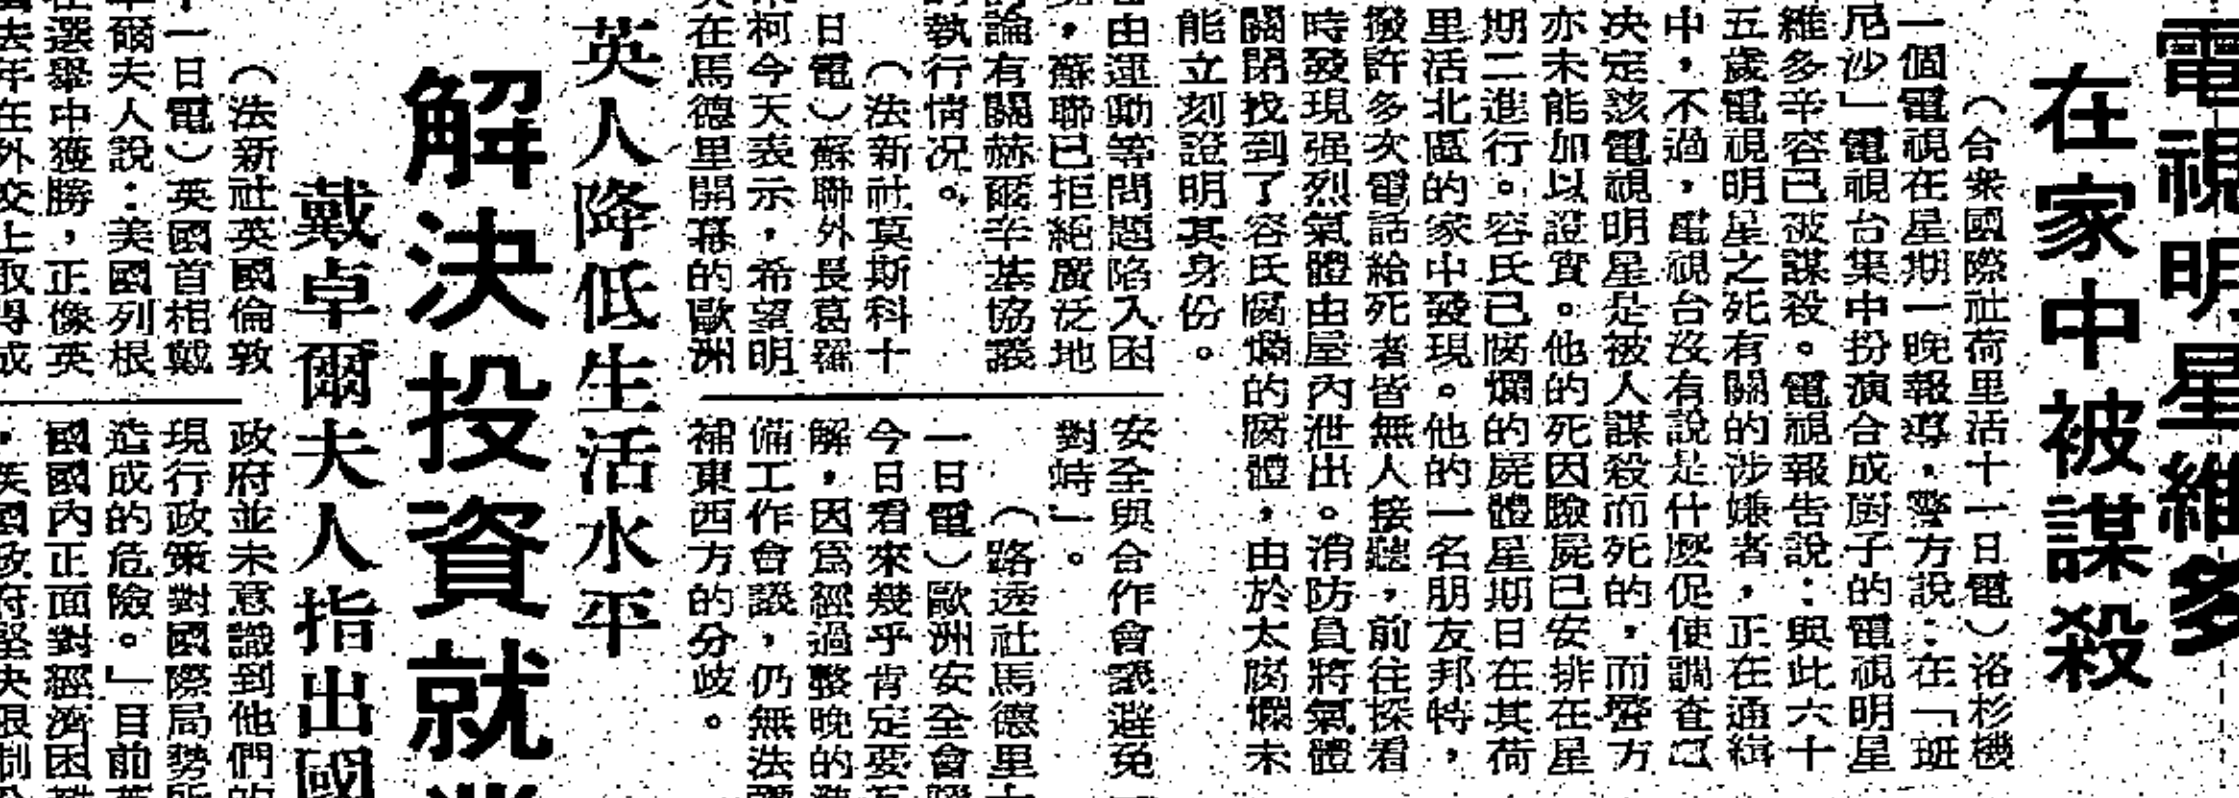 電視明星維多
在家中被謀殺
（合衆國際社荷里活十一日電）洛杉機
一個電視在星期一晚報導，警方說：在「班
尼沙」電視台集中扮演合成厨子的電視明星
維多辛容已被謀殺。電視報告說：與此六十
五歲電視明星之死有關的涉嫌者，正在通緝
中，不過，電視台沒有說是什麼促使調查
決定該電視明星是被人謀殺而死的，而警方
亦未能加以證實。他的死因驗屍已安排在星
期二進行。容氏已腐爛的屍體星期日在其荷
里活北區的家中發現。他的一名朋友邦特，
撥許多次電話給死者皆無人接聽，前往探看
時發現强烈氣體由屋內泄出。消防員將氣體
關閉找到了容氏腐爛的腐體，由於太腐爛未
能立刻證明其身份。
由運動等問題陷入困
，蘇聯已拒絕廣泛地
論有關赫爾辛基協議
執行情况。
（法新社莫斯科十
日電）蘇聯外長葛羅
柯今天表示，希望明
在馬德里開幕的歐洲
安全與合作會議避免
對峙」。
（路透社馬德里十
一日電）歐洲安全會
今日看來幾乎肯定要
解，因爲經過整晚的
備工作會議，仍無法
補東西方的分歧。
英人降低生活水平
解決投資就
戴卓爾夫人指出國
（法新社英國倫敦
一日電）英國首相戴
爾夫人說：美國列根
選舉中獲勝，正像英
去年在外交上取得成
政府並未意識到他們的
現行政策對國際局勢所
造成的危險。」目前英
國國內正面對經濟困
，英國政府堅決限制